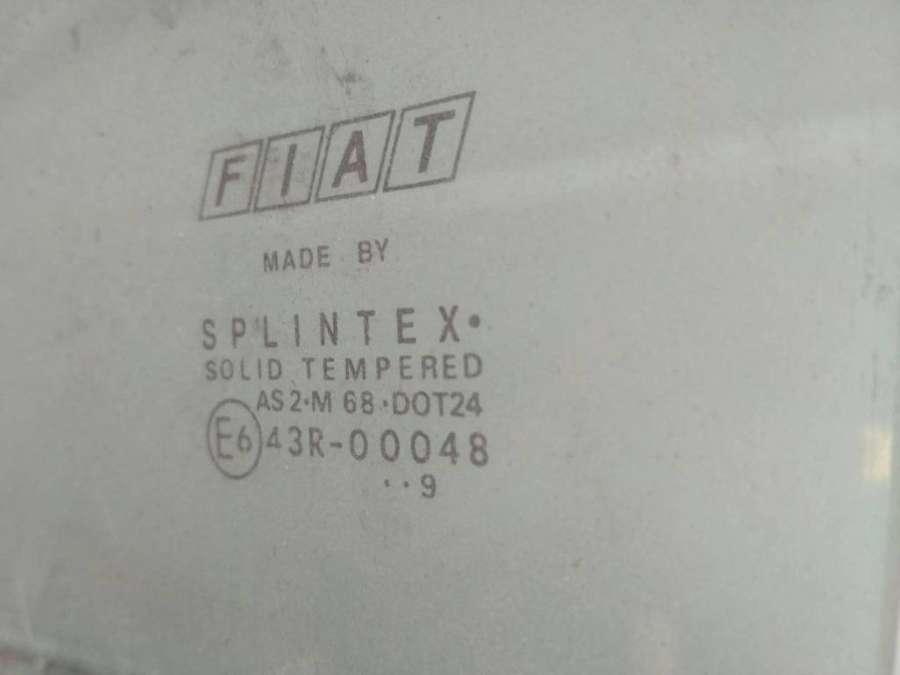 FIAT
MADE BY
SPLINTEX•
SOLID TEMPERED
AS2•M 68•DOT24
E6 43R-00048
••9